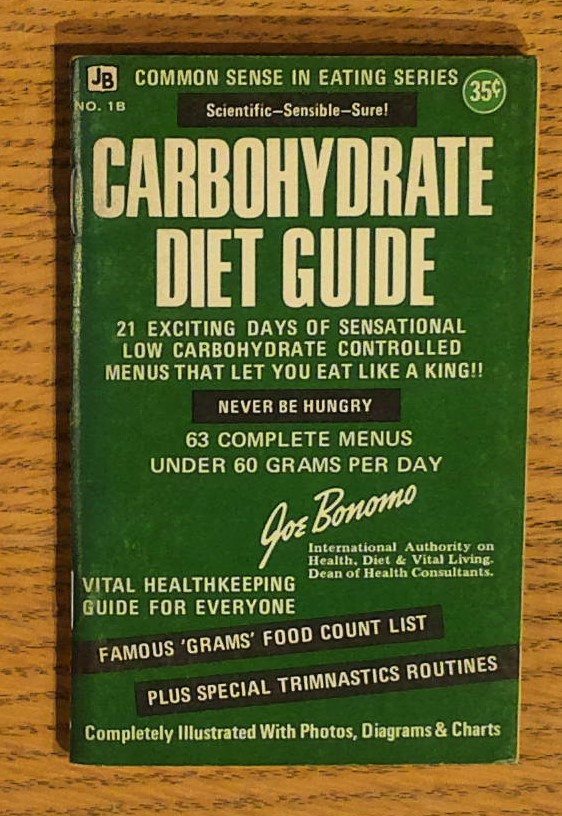 JB COMMON SENSE IN EATING SERIES 35¢
NO. 1B
Scientific—Sensible—Sure!
CARBOHYDRATE
DIET GUIDE
21 EXCITING DAYS OF SENSATIONAL
LOW CARBOHYDRATE CONTROLLED
MENUS THAT LET YOU EAT LIKE A KING!!
NEVER BE HUNGRY
63 COMPLETE MENUS
UNDER 60 GRAMS PER DAY
Joe Bonomo
International Authority on
Health, Diet & Vital Living.
Dean of Health Consultants.
VITAL HEALTHKEEPING
GUIDE FOR EVERYONE
FAMOUS 'GRAMS' FOOD COUNT LIST
PLUS SPECIAL TRIMNASTICS ROUTINES
Completely Illustrated With Photos, Diagrams & Charts